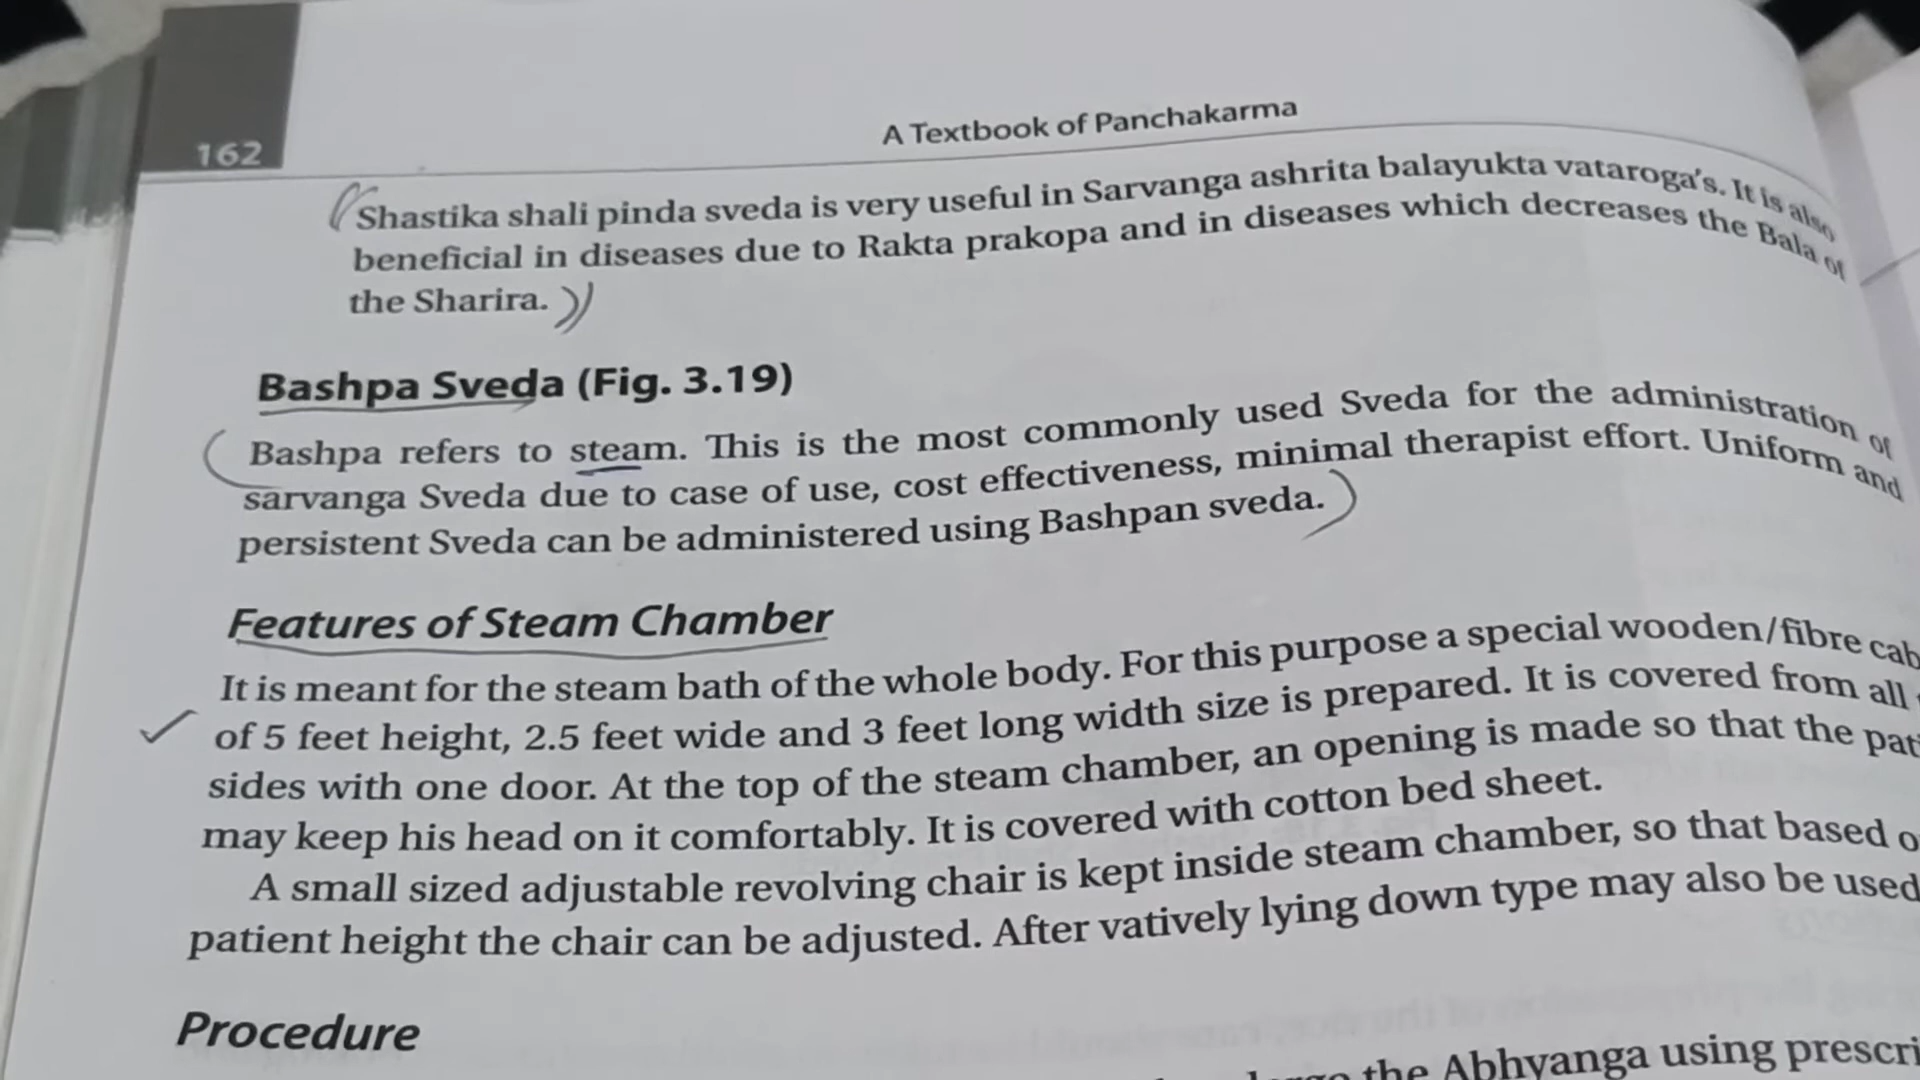 162
A Textbook of Panchakarma
Shastika shali pinda sveda is very useful in Sarvanga ashrita balayukta vataroga's. It is also
beneficial in diseases due to Rakta prakopa and in diseases which decreases the Bala of
the Sharira.
Bashpa Sveda (Fig. 3.19)
Bashpa refers to steam. This is the most commonly used Sveda for the administration of
sarvanga Sveda due to case of use, cost effectiveness, minimal therapist effort. Uniform and
persistent Sveda can be administered using Bashpan sveda.
Features of Steam Chamber
It is meant for the steam bath of the whole body. For this purpose a special wooden/fibre cab
of 5 feet height, 2.5 feet wide and 3 feet long width size is prepared. It is covered from all
sides with one door. At the top of the steam chamber, an opening is made so that the pat
may keep his head on it comfortably. It is covered with cotton bed sheet.
A small sized adjustable revolving chair is kept inside steam chamber, so that based o
patient height the chair can be adjusted. After vatively lying down type may also be used
Procedure
the Abhyanga using prescri